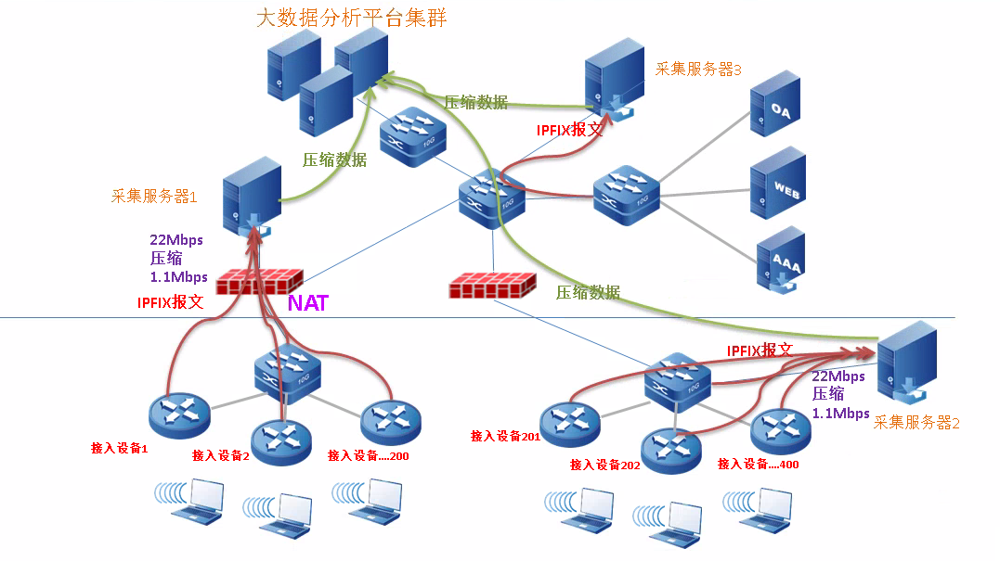 大数据分析平台集群
采集服务器3
压缩数据
OA
IPFIX报文
10G
压缩数据
采集服务器1
10G
10G
WEB
22Mbps
压缩
1.1Mbps
AAA
IPFIX报文
NAT
压缩数据
IPFIX报文
10G
10G
22Mbps
压缩
1.1Mbps
采集服务器2
接入设备1
接入设备2
接入设备....200
接入设备201
接入设备202
接入设备....400